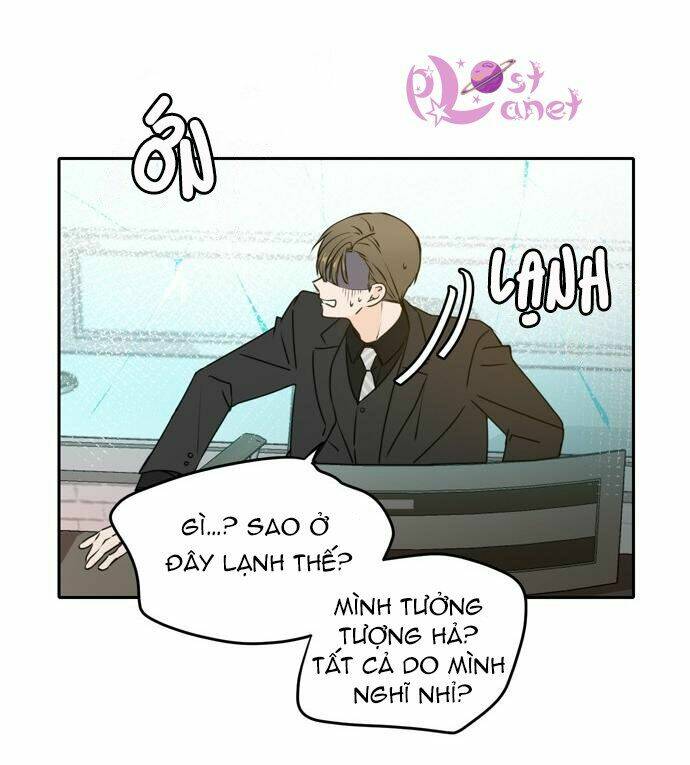 Lost
Planet
ỚN
LẠNH
GÌ...? SAO Ở
ĐÂY LẠNH THẾ?
MÌNH TƯỞNG
TƯỢNG HẢ?
TẤT CẢ DO MÌNH
NGHĨ NHỈ?